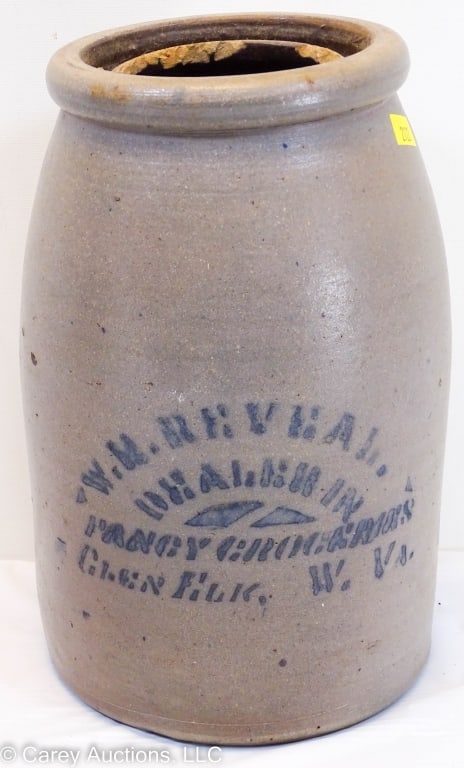 W. H. REVEAL.
DEALER IN
FANCY GROCERIES
GLEN ELK, W. VA.
© Carey Auctions, LLC